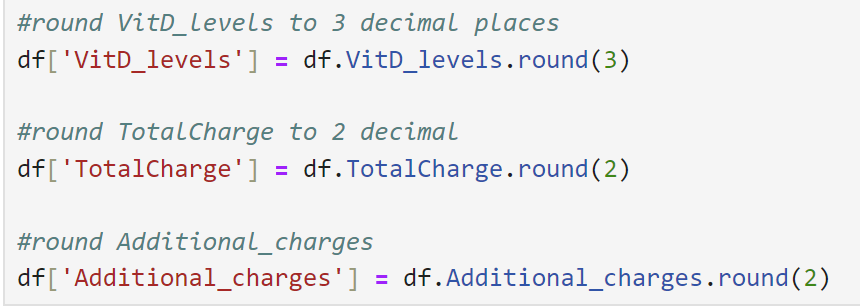 #round VitD_levels to 3 decimal places
df['VitD_levels'] = df.VitD_levels.round(3)
#round TotalCharge to 2 decimal
df['TotalCharge'] = df.TotalCharge.round(2)
#round Additional_charges
df['Additional_charges'] = df.Additional_charges.round(2)